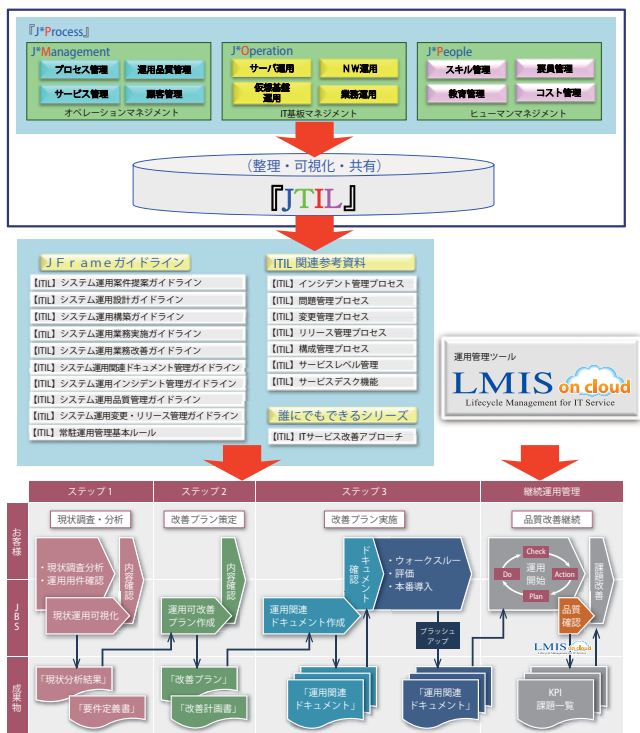 『J*Process』
J*Management
プロセス管理
運用品質管理
サービス管理
顧客管理
オペレーションマネジメント
J*Operation
サーバ運用
NW運用
仮想基盤
運用
業務運用
IT基板マネジメント
J*People
スキル管理
要員管理
教育管理
コスト管理
ヒューマンマネジメント
(整理・可視化・共有)
『JTIL』
JFrameガイドライン
【ITIL】システム運用案件提案ガイドライン
【ITIL】システム運用設計ガイドライン
【ITIL】システム運用構築ガイドライン
【ITIL】システム運用業務実施ガイドライン
【ITIL】システム運用業務改善ガイドライン
【ITIL】システム運用関連ドキュメント管理ガイドライン
【ITIL】システム運用インシデント管理ガイドライン
【ITIL】システム運用品質管理ガイドライン
【ITIL】システム運用変更・リリース管理ガイドライン
【ITIL】常駐運用管理基本ルール
ITIL 関連参考資料
【ITIL】インシデント管理プロセス
【ITIL】問題管理プロセス
【ITIL】変更管理プロセス
【ITIL】リリース管理プロセス
【ITIL】構成管理プロセス
【ITIL】サービスレベル管理
【ITIL】サービスデスク機能
誰にでもできるシリーズ
【ITIL】ITサービス改善アプローチ
運用管理ツール
LMIS on cloud
Lifecycle Management for IT Service
ステップ1
ステップ2
ステップ3
継続運用管理
お客様
JBS
成果物
現状調査・分析
・現状調査分析
・運用用件確認
内容確認
現状運用可視化
「現状分析結果」
「要件定義書」
改善プラン策定
内容確認
運用可改善
プラン作成
「改善プラン」
「改善計画書」
改善プラン実施
ドキュメント
確認
・ウォークスルー
・評価
・本番導入
運用関連
ドキュメント作成
ブラッシュ
アップ
「運用関連
ドキュメント」
「運用関連
ドキュメント」
品質改善継続
Check
Do
運用
開始
Action
Plan
課題改善
品質
確認
LMIS on cloud
Lifecycle Management for IT Service
KPI
課題一覧